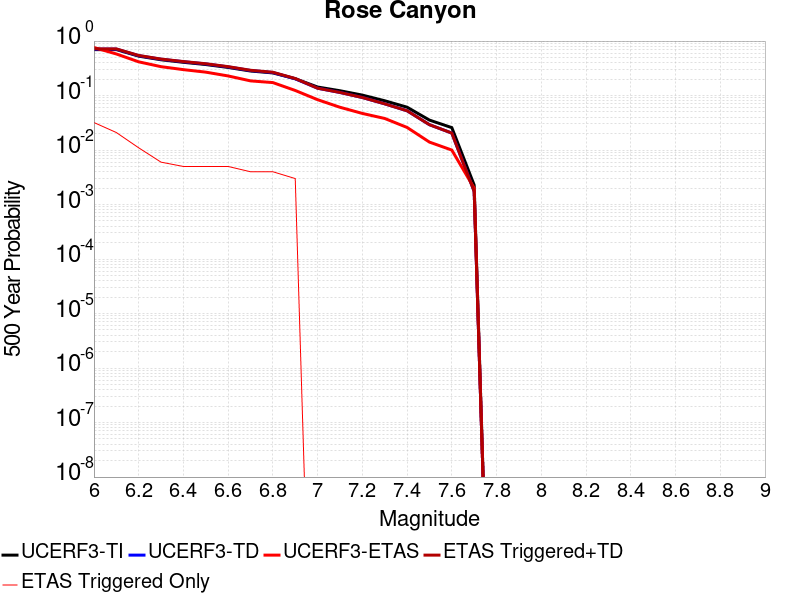 Rose Canyon
10^0
10^-1
10^-2
10^-3
10^-4
10^-5
10^-6
10^-7
10^-8
500 Year Probability
6 6.2 6.4 6.6 6.8 7 7.2 7.4 7.6 7.8 8 8.2 8.4 8.6 8.8 9
Magnitude
UCERF3-TI UCERF3-TD UCERF3-ETAS ETAS Triggered+TD
ETAS Triggered Only